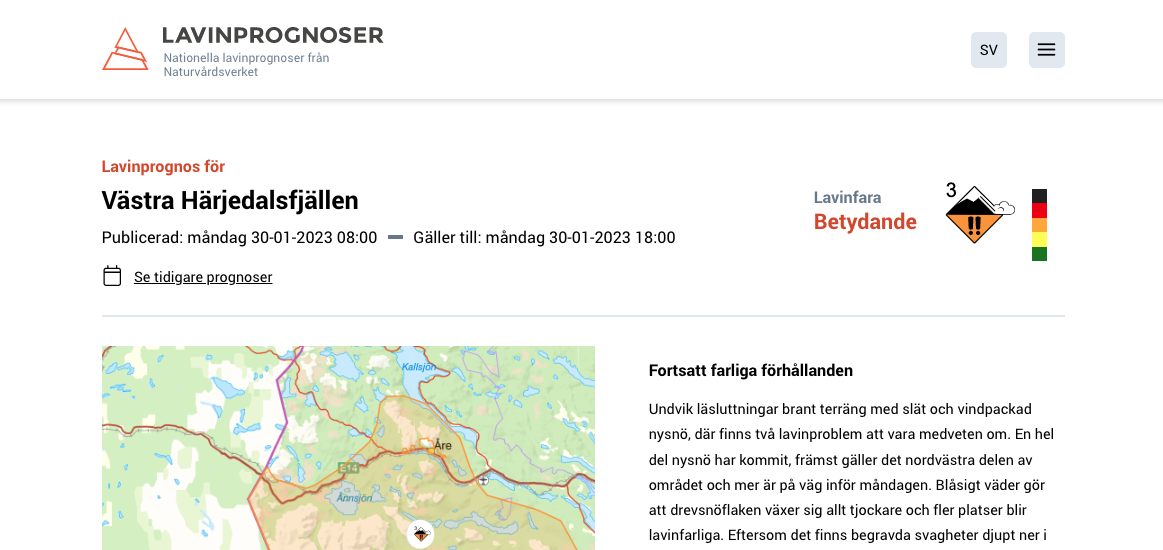 LAVINPROGNOSER
Nationella lavinprognoser från
Naturvårdsverket
SV
Lavinprognos för
Västra Härjedalsfjällen
Publicerad: måndag 30-01-2023 08:00 — Gäller till: måndag 30-01-2023 18:00
Se tidigare prognoser
Lavinfara
Betydande
3
!!
Kallsjön
Åre
E14
Ånnsjön
3
Fortsatt farliga förhållanden
Undvik läsluttningar brant terräng med slät och vindpackad
nysnö, där finns två lavinproblem att vara medveten om. En hel
del nysnö har kommit, främst gäller det nordvästra delen av
området och mer är på väg inför måndagen. Blåsigt väder gör
att drevsnöflaken växer sig allt tjockare och fler platser blir
lavinfarliga. Eftersom det finns begravda svagheter djupt ner i